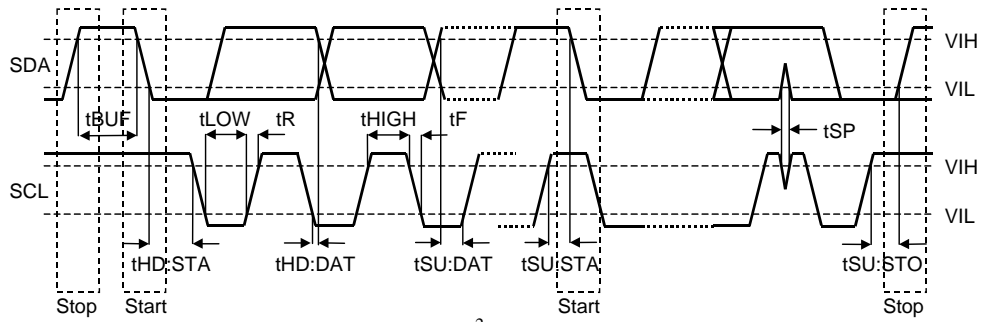 VIH
SDA
VIL
tBUF tLOW tR tHIGH tF tSP
VIH
SCL
VIL
tHD:STA tHD:DAT tSU:DAT tSU:STA tSU:STO
Stop Start Start Stop
2